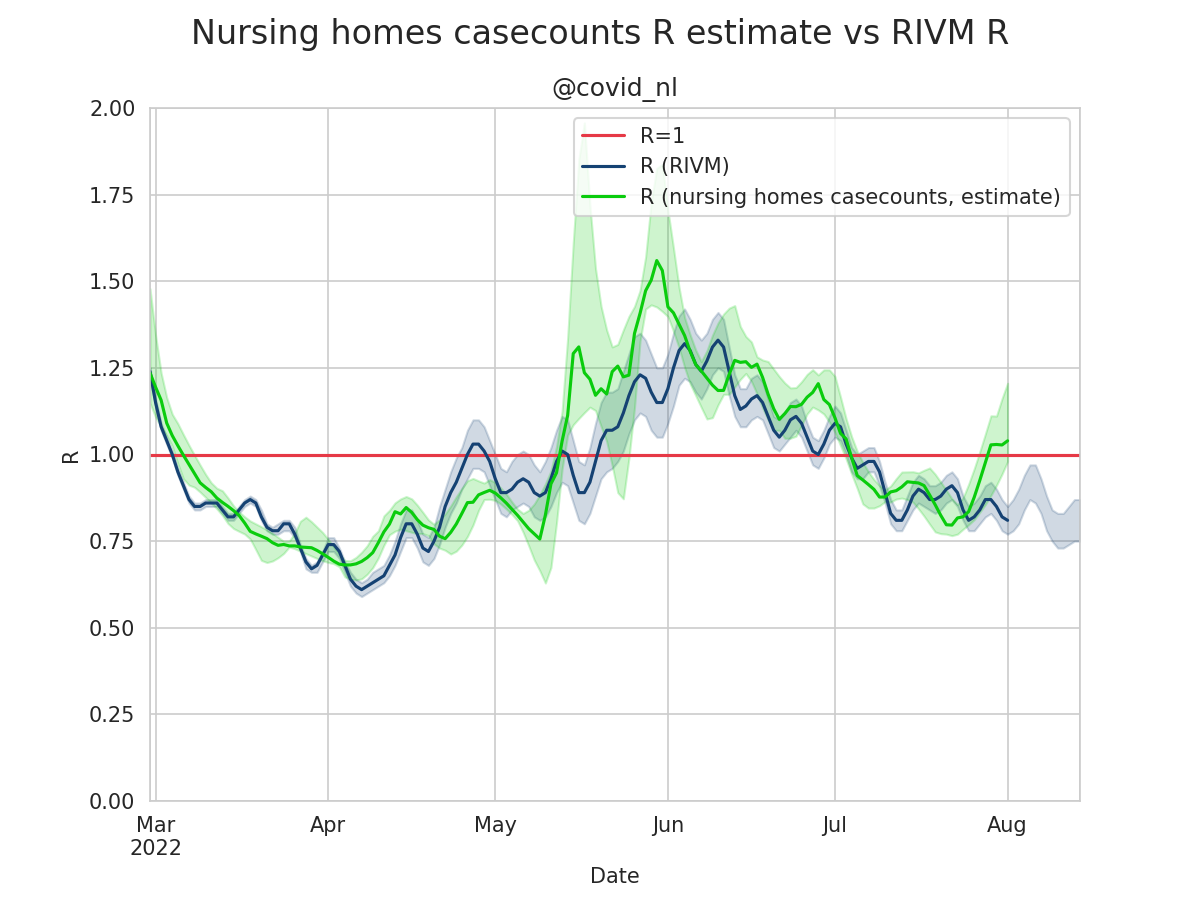 Nursing homes casecounts R estimate vs RIVM R
@covid_nl
2.00
1.75
1.50
1.25
1.00
0.75
0.50
0.25
0.00
R
R=1
R (RIVM)
R (nursing homes casecounts, estimate)
Mar
2022
Apr
May
Jun
Jul
Aug
Date